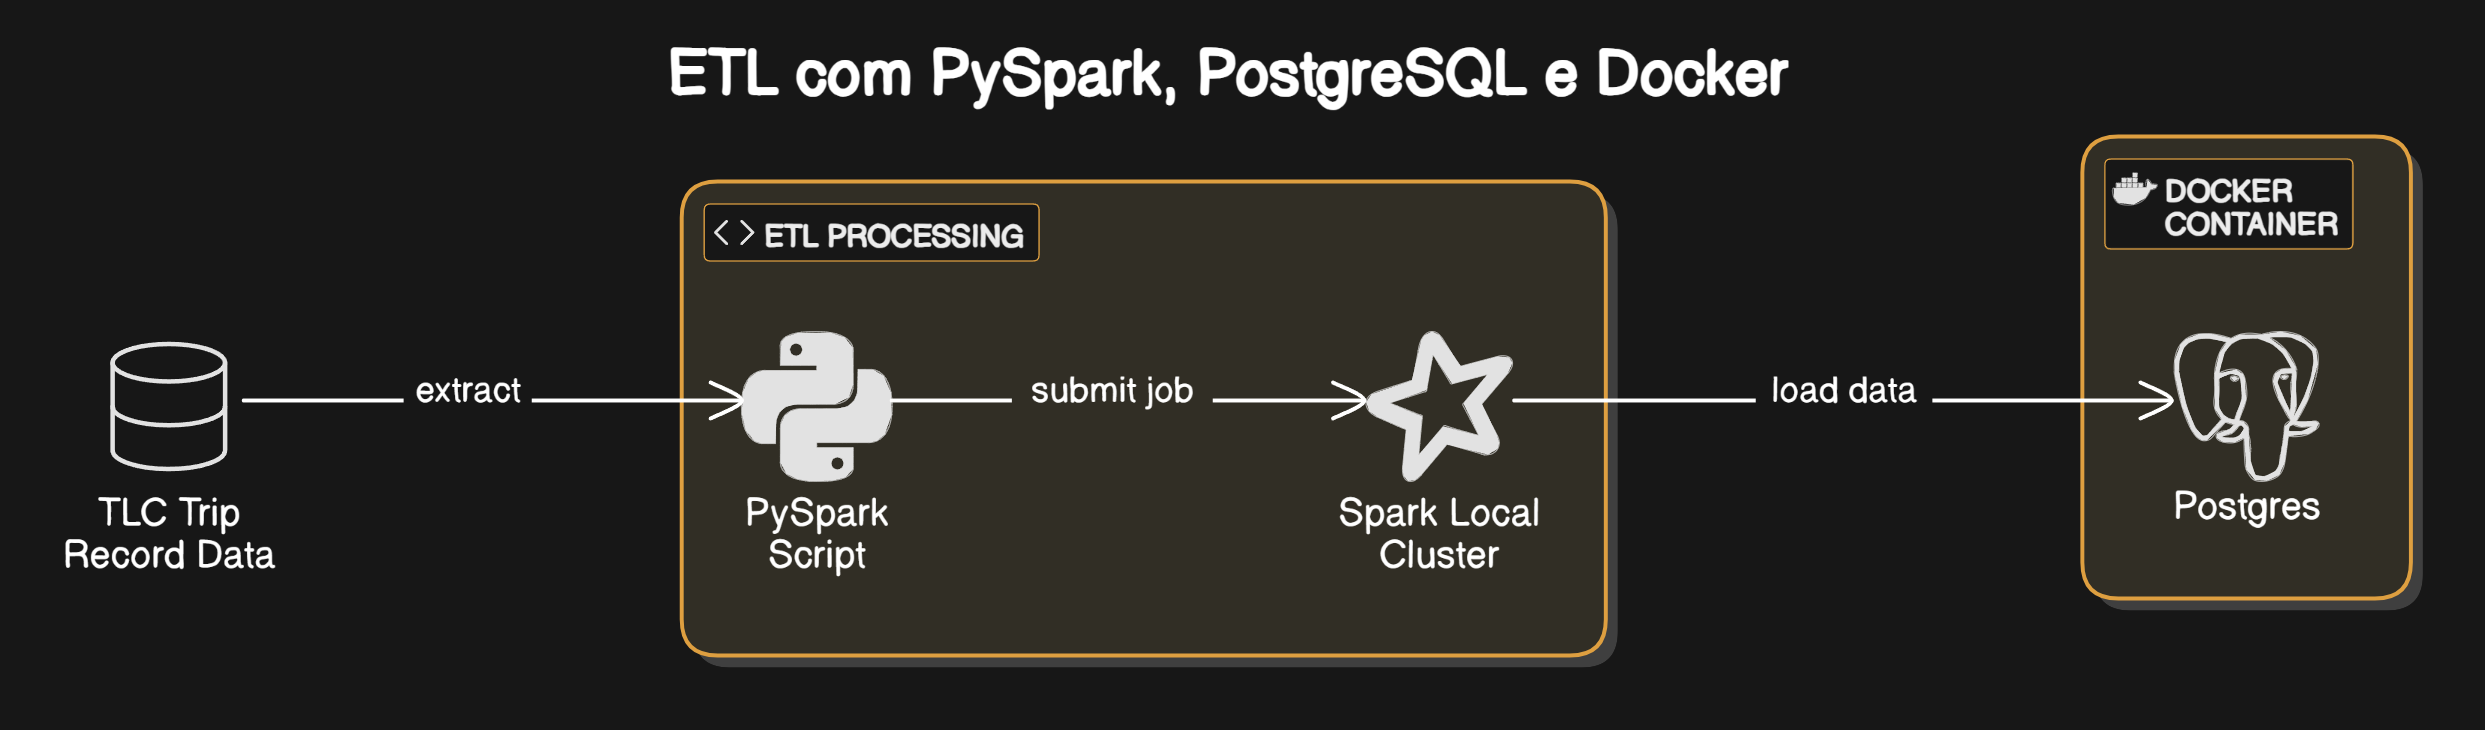 ETL com PySpark, PostgreSQL e Docker
DOCKER
CONTAINER
ETL PROCESSING
extract
submit job
load data
TLC Trip
Record Data
PySpark
Script
Spark Local
Cluster
Postgres